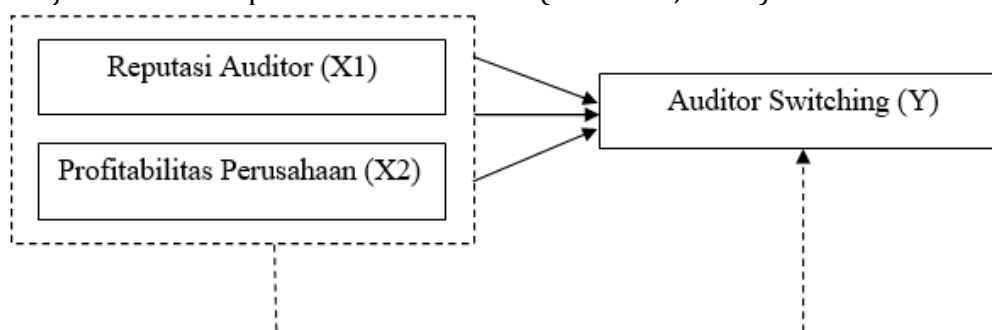 Reputasi Auditor (X1)
Auditor Switching (Y)
Profitabilitas Perusahaan (X2)